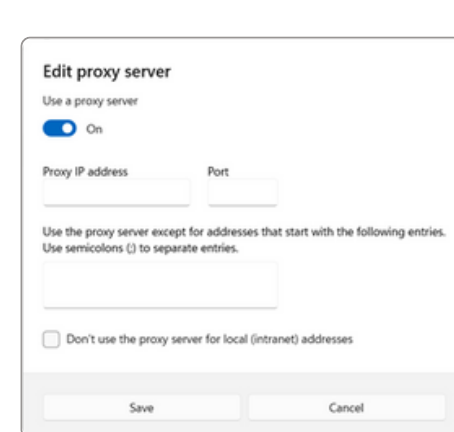 Edit proxy server
Use a proxy server
On
Proxy IP address Port
Use the proxy server except for addresses that start with the following entries.
Use semicolons (;) to separate entries.
Don't use the proxy server for local (intranet) addresses
Save Cancel